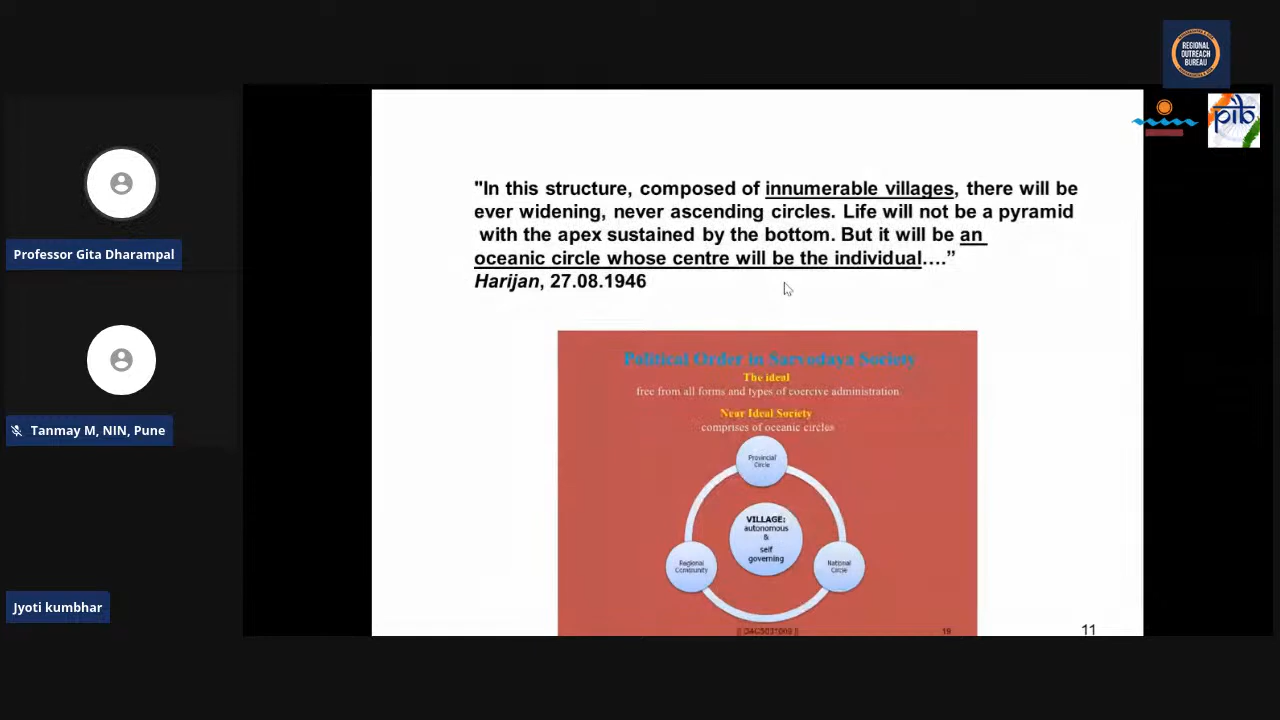 REGIONAL
OUTREACH
BUREAU
pib
Professor Gita Dharampal
Tanmay M, NIN, Pune
Jyoti kumbhar
"In this structure, composed of innumerable villages, there will be
ever widening, never ascending circles. Life will not be a pyramid
with the apex sustained by the bottom. But it will be an
oceanic circle whose centre will be the individual….”
Harijan, 27.08.1946
Political Order in Sarvodaya Society
The ideal
free from all forms and types of coercive administration
Near Ideal Society
comprises of oceanic circles
Provincial
Circle
VILLAGE:
autonomous
&
self
governing
Regional
Community
National
Circle
19
11